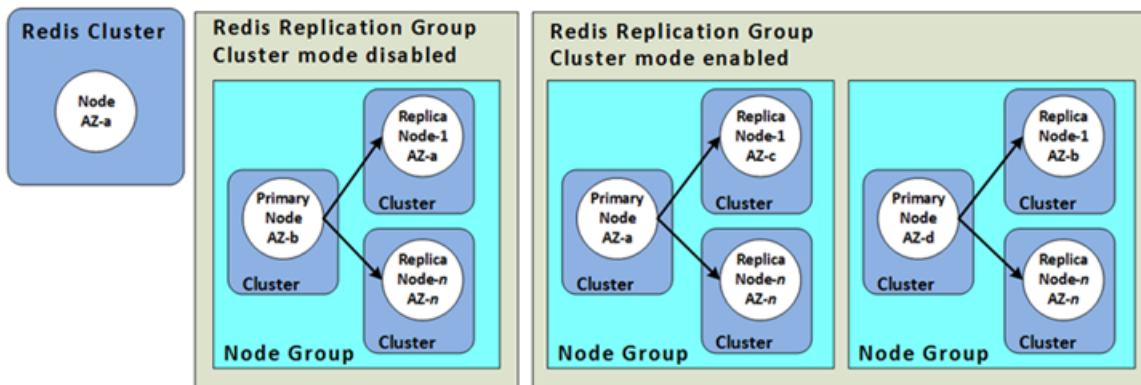 Redis Cluster
Node
AZ-a
Redis Replication Group
Cluster mode disabled
Replica
Node-1
AZ-a
Cluster
Primary
Node
AZ-b
Cluster
Replica
Node-n
AZ-n
Cluster
Node Group
Redis Replication Group
Cluster mode enabled
Replica
Node-1
AZ-c
Cluster
Primary
Node
AZ-a
Cluster
Replica
Node-n
AZ-n
Cluster
Node Group
Replica
Node-1
AZ-b
Cluster
Primary
Node
AZ-d
Cluster
Replica
Node-n
AZ-n
Cluster
Node Group